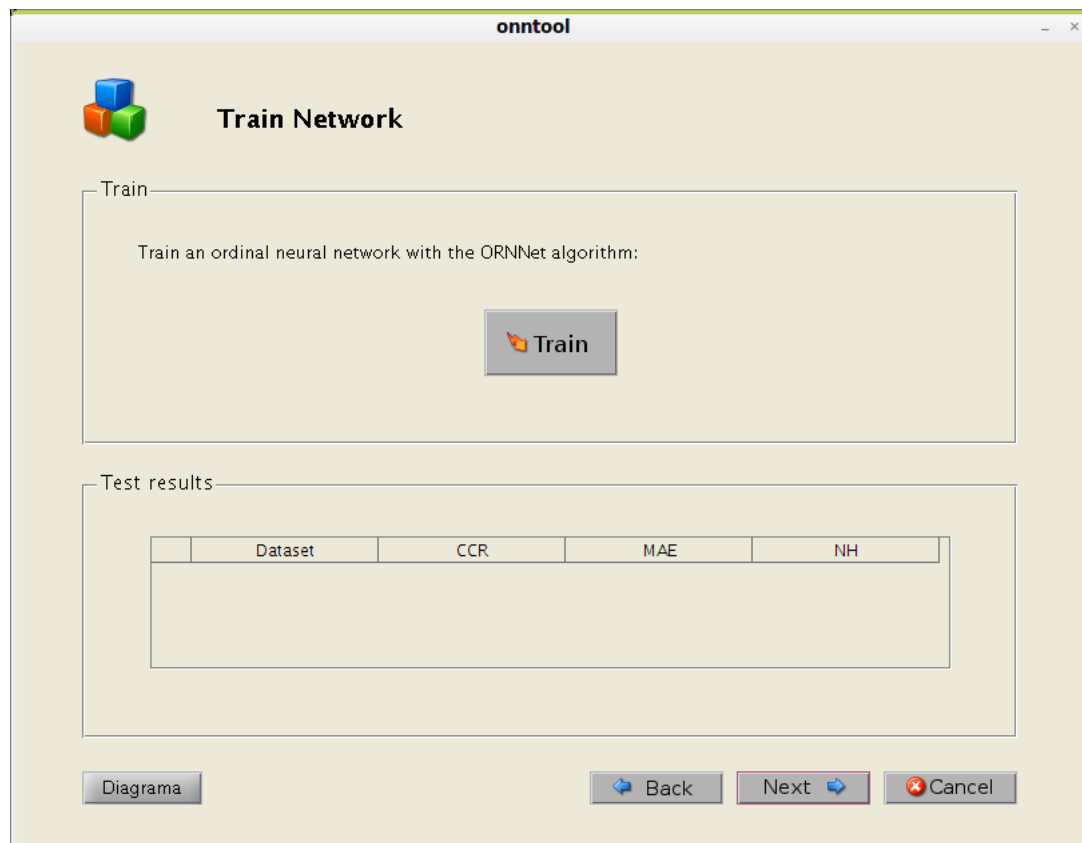 onntool
Train Network
Train
Train an ordinal neural network with the ORNNet algorithm:
Train
Test results
Dataset CCR MAE NH
Diagrama Back Next Cancel